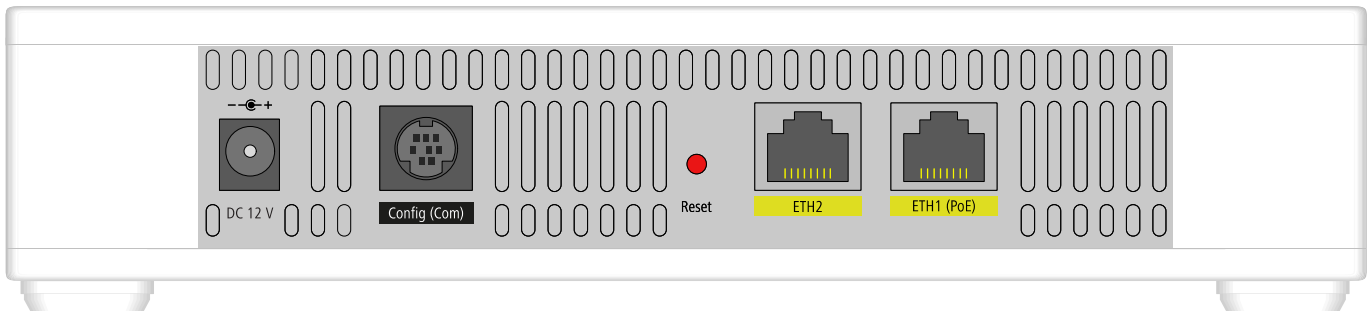 DC 12 V
Config (Com)
Reset
ETH2
ETH1 (PoE)